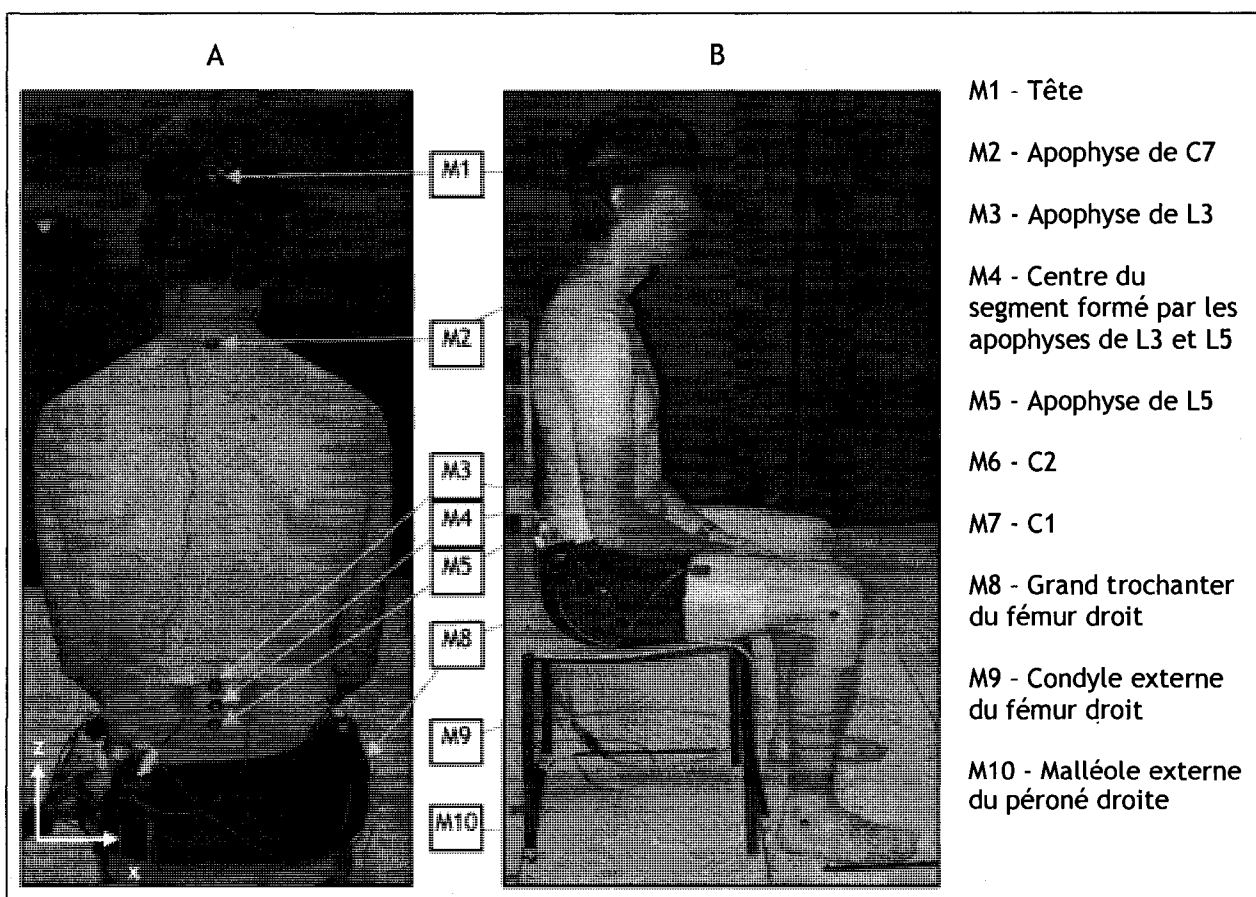 A
B
M1
M2
M3
M4
M5
M8
M9
M10
z
x
M1 - Tête
M2 - Apophyse de C7
M3 - Apophyse de L3
M4 - Centre du
segment formé par les
apophyses de L3 et L5
M5 - Apophyse de L5
M6 - C2
M7 - C1
M8 - Grand trochanter
du fémur droit
M9 - Condyle externe
du fémur droit
M10 - Malléole externe
du péroné droite